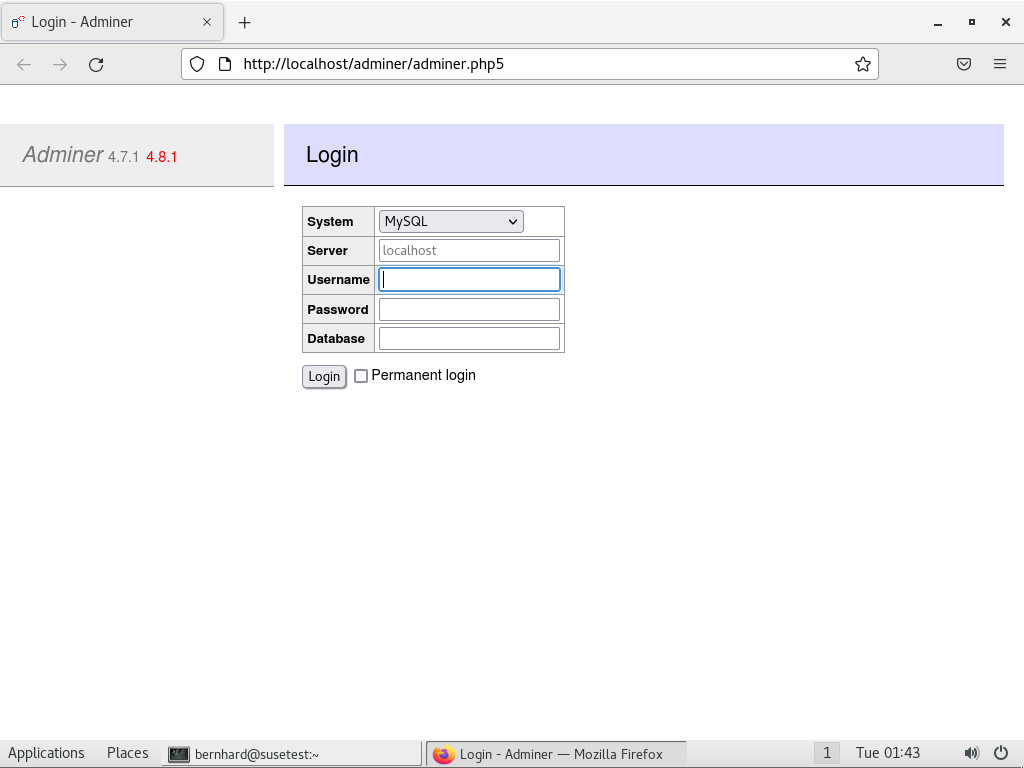 Login - Adminer
http://localhost/adminer/adminer.php5
Adminer 4.7.1 4.8.1
Login
System MySQL
Server localhost
Username
Password
Database
Login Permanent login
Applications Places bernhard@susetest:~ Login - Adminer — Mozilla Firefox 1 Tue 01:43